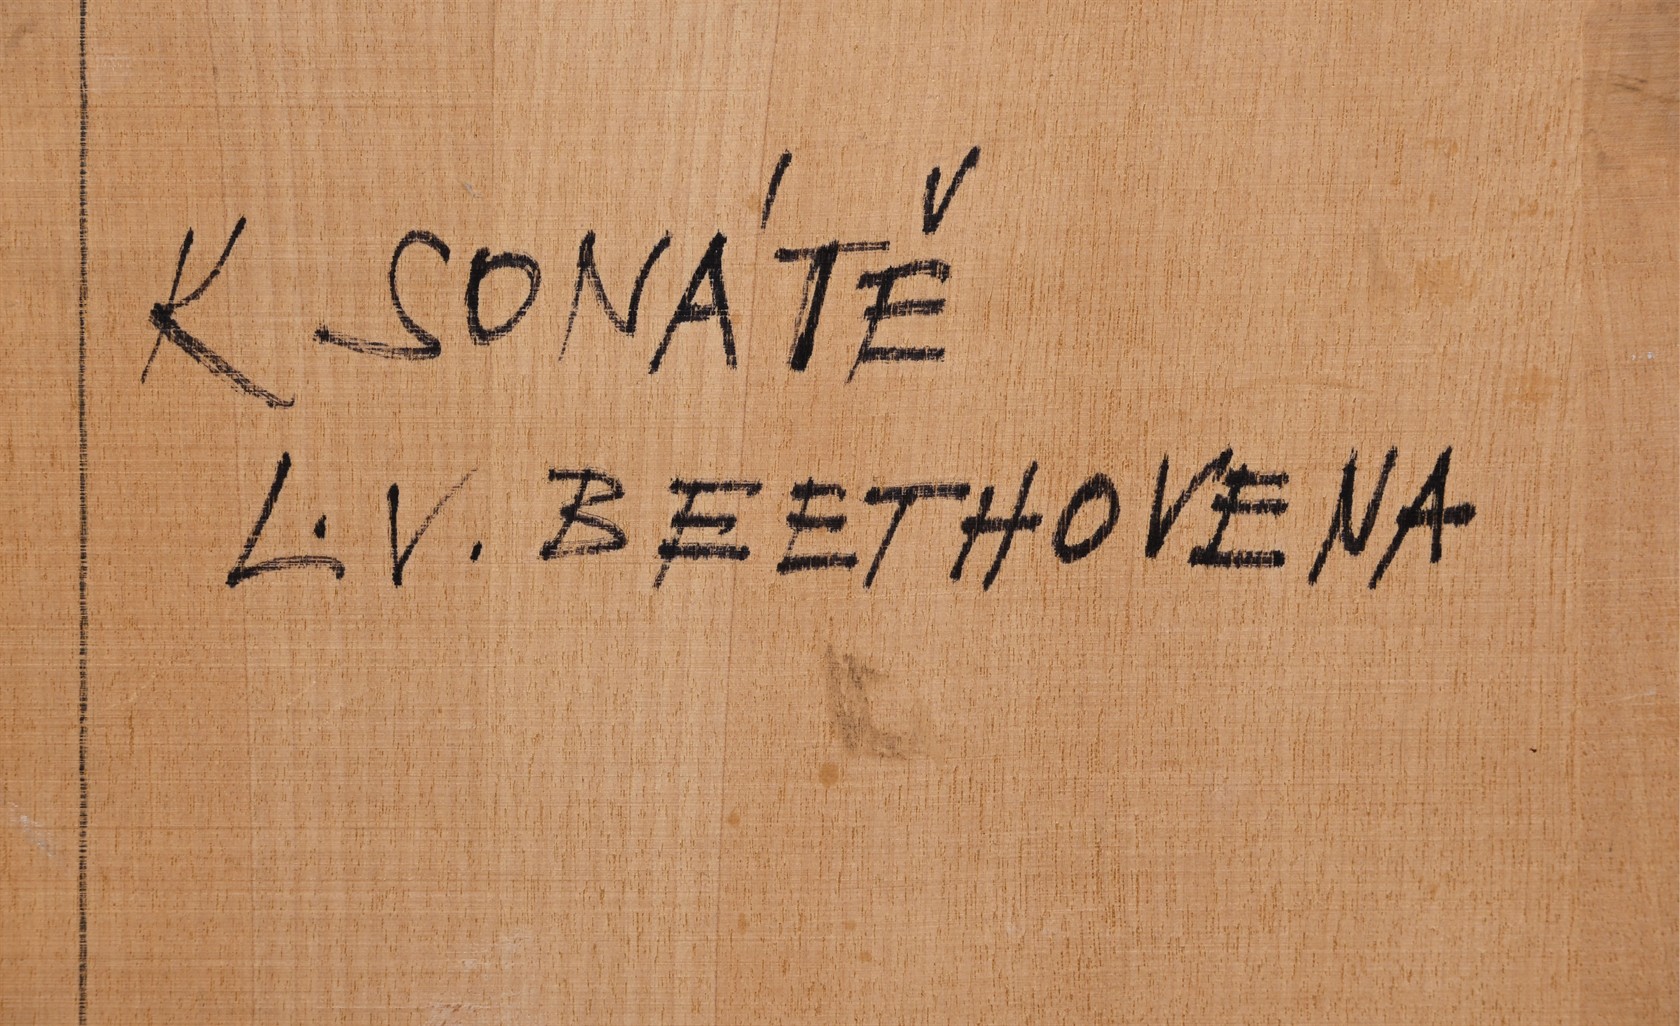 K SONÁTĚ
L. V. BEETHOVENA